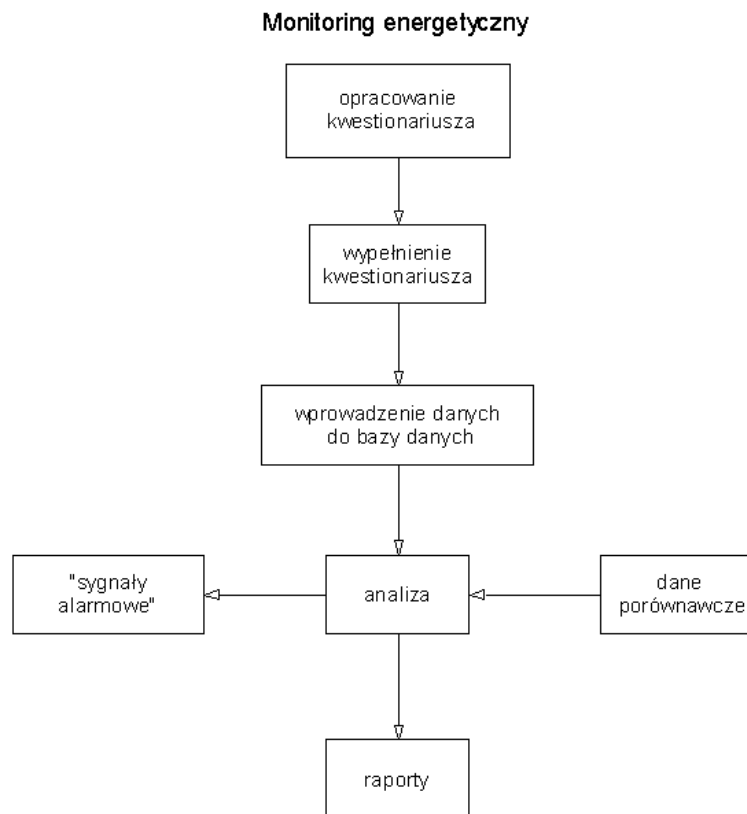 Monitoring energetyczny
opracowanie
kwestionariusza
wypełnienie
kwestionariusza
wprowadzenie danych
do bazy danych
"sygnały
alarmowe"
analiza
dane
porównawcze
raporty